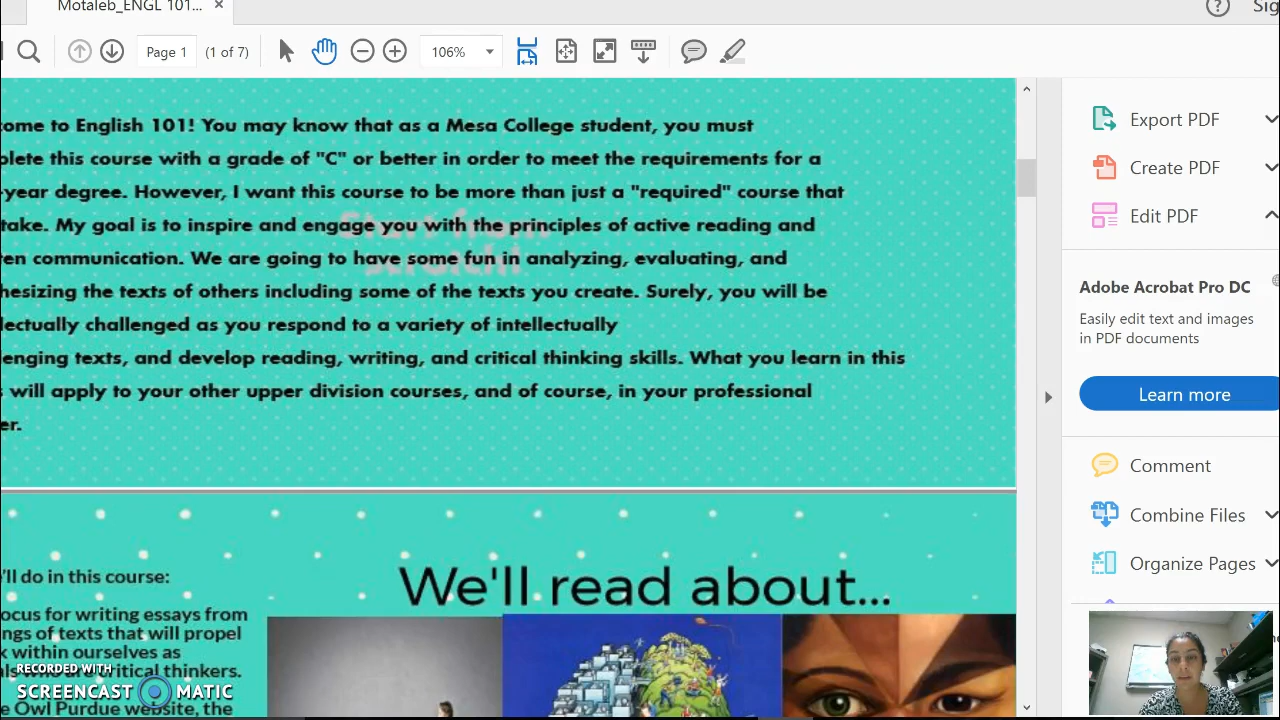 Motaleb_ENGL 101...
Sig
Page 1 (1 of 7) 106%
come to English 101! You may know that as a Mesa College student, you must
plete this course with a grade of "C" or better in order to meet the requirements for a
-year degree. However, I want this course to be more than just a "required" course that
take. My goal is to inspire and engage you with the principles of active reading and
ten communication. We are going to have some fun in analyzing, evaluating, and
hesizing the texts of others including some of the texts you create. Surely, you will be
llectually challenged as you respond to a variety of intellectually
lenging texts, and develop reading, writing, and critical thinking skills. What you learn in this
s will apply to your other upper division courses, and of course, in your professional
er.
We'll read about...
'll do in this course:
ocus for writing essays from
ngs of texts that will propel
k within ourselves as
critical thinkers.
e Owl Purdue website, the
RECORDED WITH
SCREENCAST MATIC
Export PDF
Create PDF
Edit PDF
Adobe Acrobat Pro DC
Easily edit text and images
in PDF documents
Learn more
Comment
Combine Files
Organize Pages